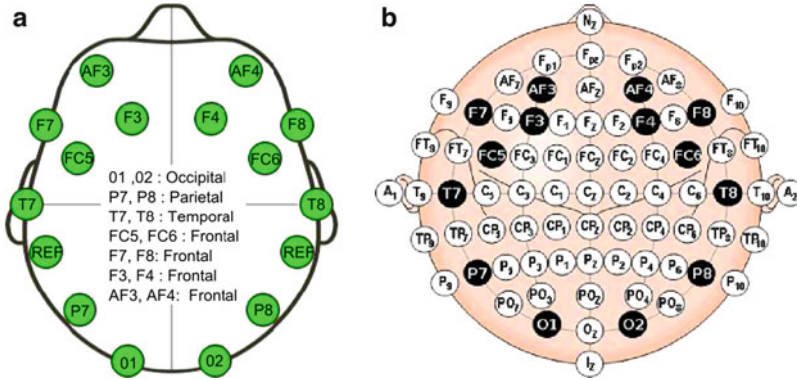 a
AF3 AF4
F7 F3 F4 F8
FC5 FC6
01 ,02 : Occipital
P7, P8 : Parietal
T7, T8 : Temporal
FC5, FC6 : Frontal
F7, F8: Frontal
F3, F4 : Frontal
AF3, AF4: Frontal
T7 T8
REF REF
P7 P8
01 02
b
Nz
Fp1 Fpz Fp2
AF7 AF3 AFz AF4 AF8
F9 F7 F5 F3 F1 Fz F2 F4 F6 F8 F10
FT9 FT7 FC5 FC3 FC1 FCz FC2 FC4 FC6 FT8 FT10
A1 T9 T7 C5 C3 C1 Cz C2 C4 C6 T8 T10 A2
TP9 TP7 CP5 CP3 CP1 CPz CP2 CP4 CP6 TP8 TP10
P9 P7 P5 P3 P1 Pz P2 P4 P6 P8 P10
PO7 PO3 POz PO4 PO8
O1 Oz O2
Iz